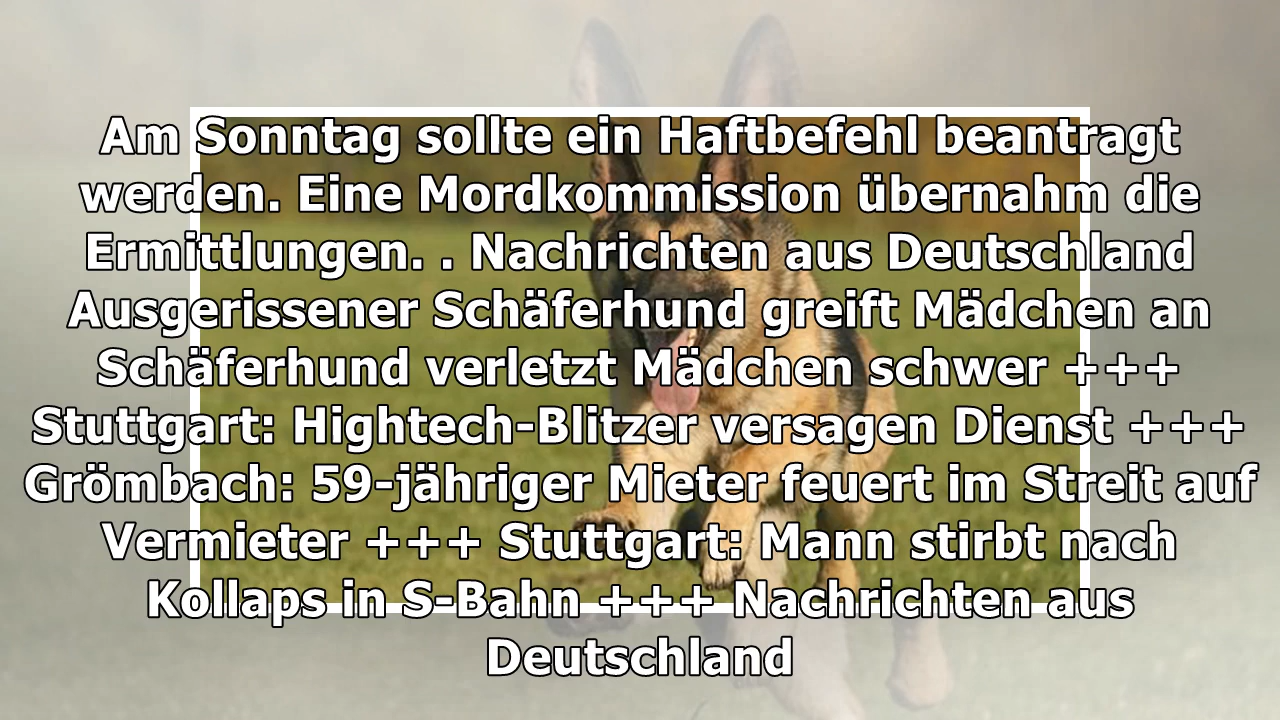 Am Sonntag sollte ein Haftbefehl beantragt
werden. Eine Mordkommission übernahm die
Ermittlungen. . Nachrichten aus Deutschland
Ausgerissener Schäferhund greift Mädchen an
Schäferhund verletzt Mädchen schwer +++
Stuttgart: Hightech-Blitzer versagen Dienst +++
Grömbach: 59-jähriger Mieter feuert im Streit auf
Vermieter +++ Stuttgart: Mann stirbt nach
Kollaps in S-Bahn +++ Nachrichten aus
Deutschland